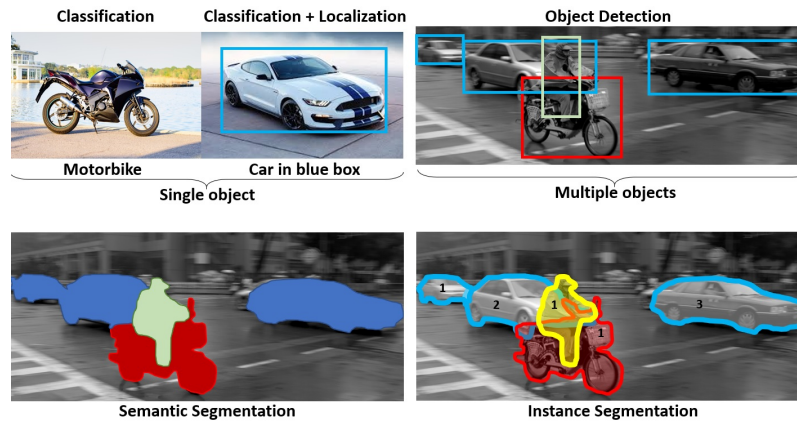 Classification
Classification + Localization
Object Detection
Motorbike
Car in blue box
Single object
Multiple objects
1
2
1
3
1
Semantic Segmentation
Instance Segmentation